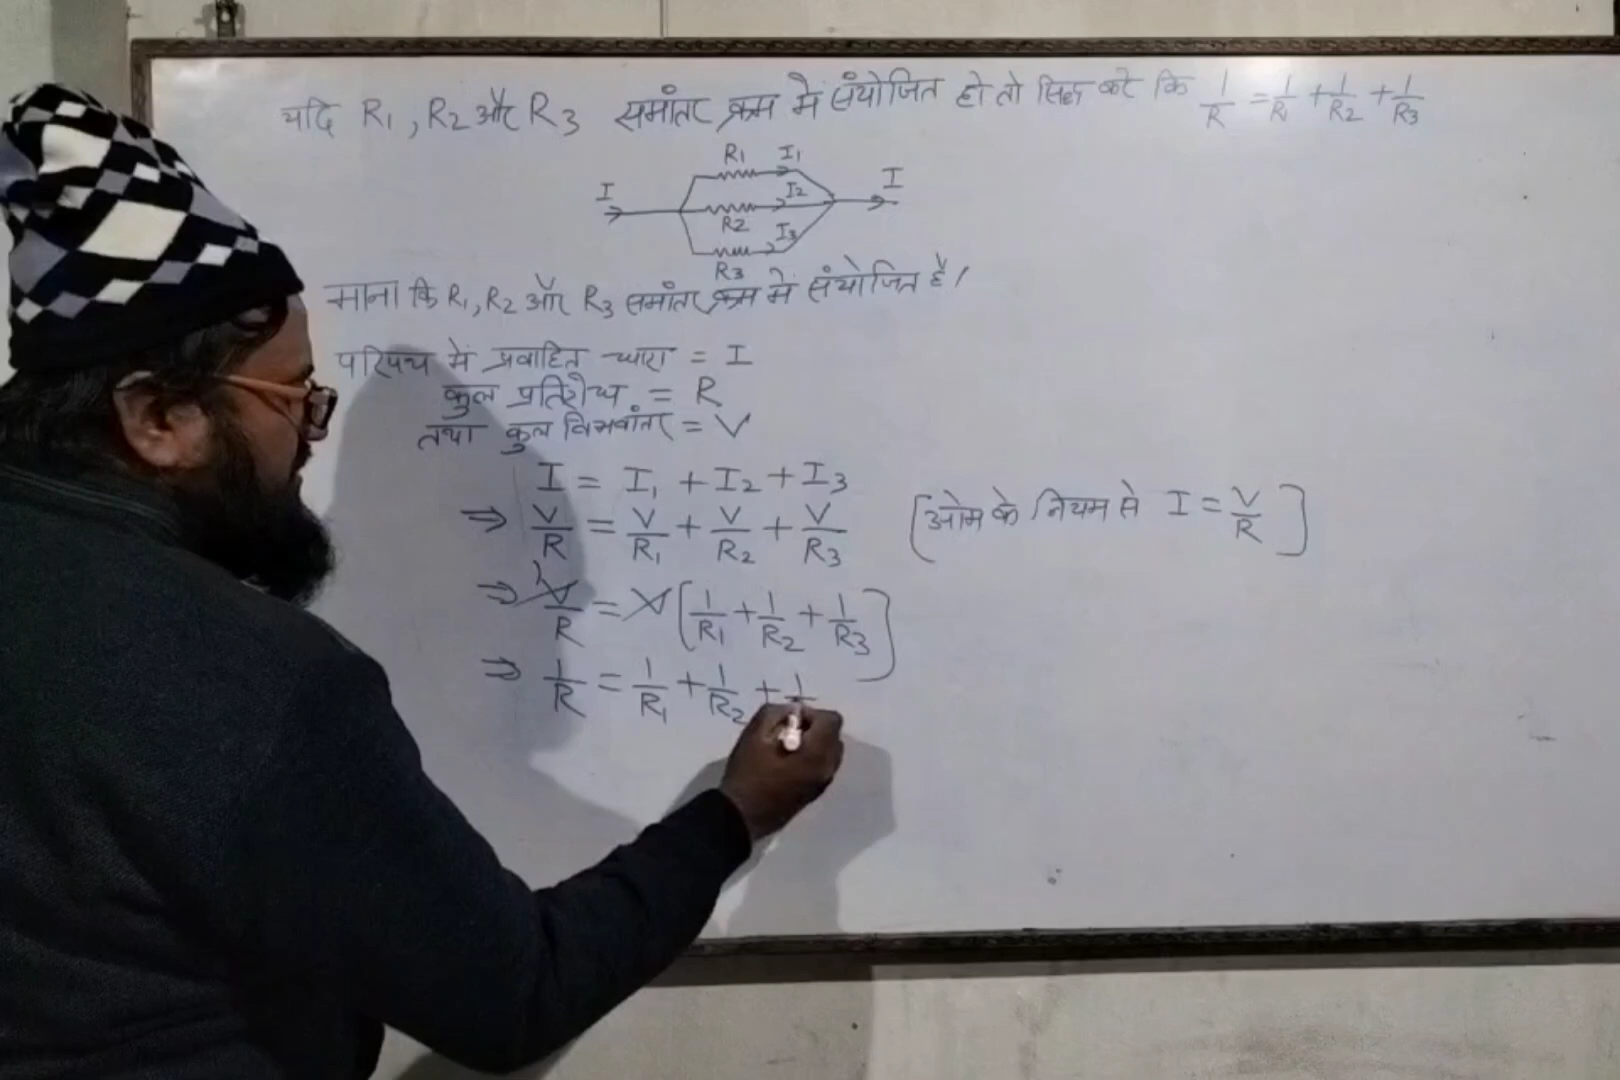 यदि R1, R2 और R3 समांतर क्रम में संयोजित हो तो सिद्ध करें कि 1/R = 1/R1 + 1/R2 + 1/R3
R1 I1
I I2 I
R2 I3
R3
माना कि R1, R2 और R3 समांतर क्रम में संयोजित है।
परिपथ में प्रवाहित धारा = I
कुल प्रतिरोध = R
तथा कुल विभवांतर = V
I = I1 + I2 + I3
⇒ V/R = V/R1 + V/R2 + V/R3 [ओम के नियम से I = V/R]
⇒ V/R = V [1/R1 + 1/R2 + 1/R3]
⇒ 1/R = 1/R1 + 1/R2 + 1/